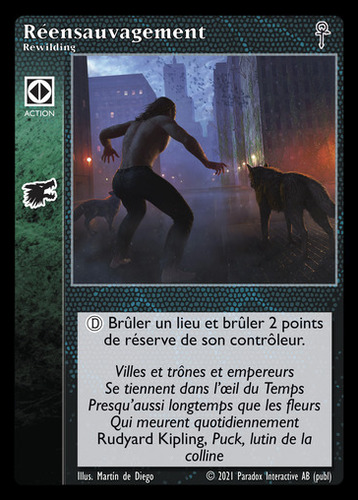 Réensauvagement
Rewilding
ACTION
D Brûler un lieu et brûler 2 points
de réserve de son contrôleur.
Villes et trônes et empereurs
Se tiennent dans l'œil du Temps
Presqu'aussi longtemps que les fleurs
Qui meurent quotidiennement
Rudyard Kipling, Puck, lutin de la
colline
Illus. Martín de Diego © 2021 Paradox Interactive AB (publ)